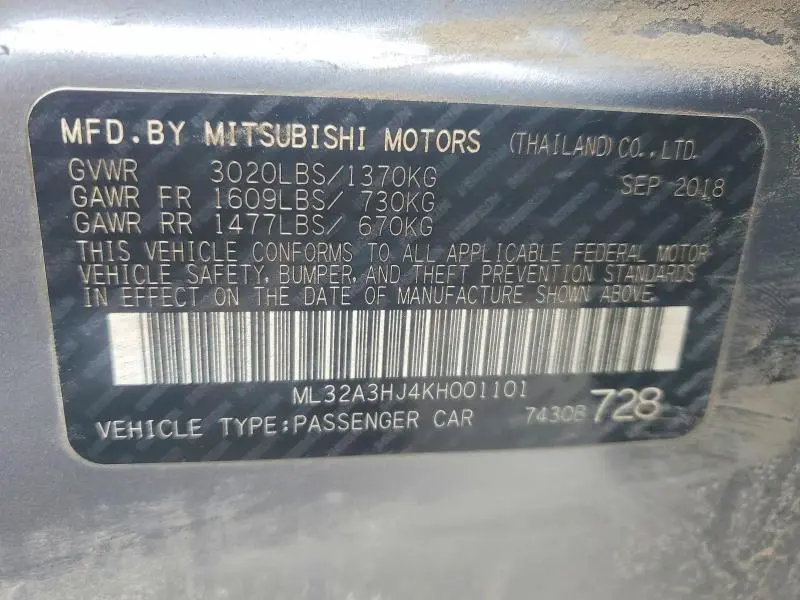 MFD.BY MITSUBISHI MOTORS (THAILAND) CO.,LTD.
GVWR 3020LBS/1370KG SEP 2018
GAWR FR 1609LBS/ 730KG
GAWR RR 1477LBS/ 670KG
THIS VEHICLE CONFORMS TO ALL APPLICABLE FEDERAL MOTOR
VEHICLE SAFETY, BUMPER, AND THEFT PREVENTION STANDARDS
IN EFFECT ON THE DATE OF MANUFACTURE SHOWN ABOVE.
ML32A3HJ4KH001101
VEHICLE TYPE:PASSENGER CAR 7430B 728